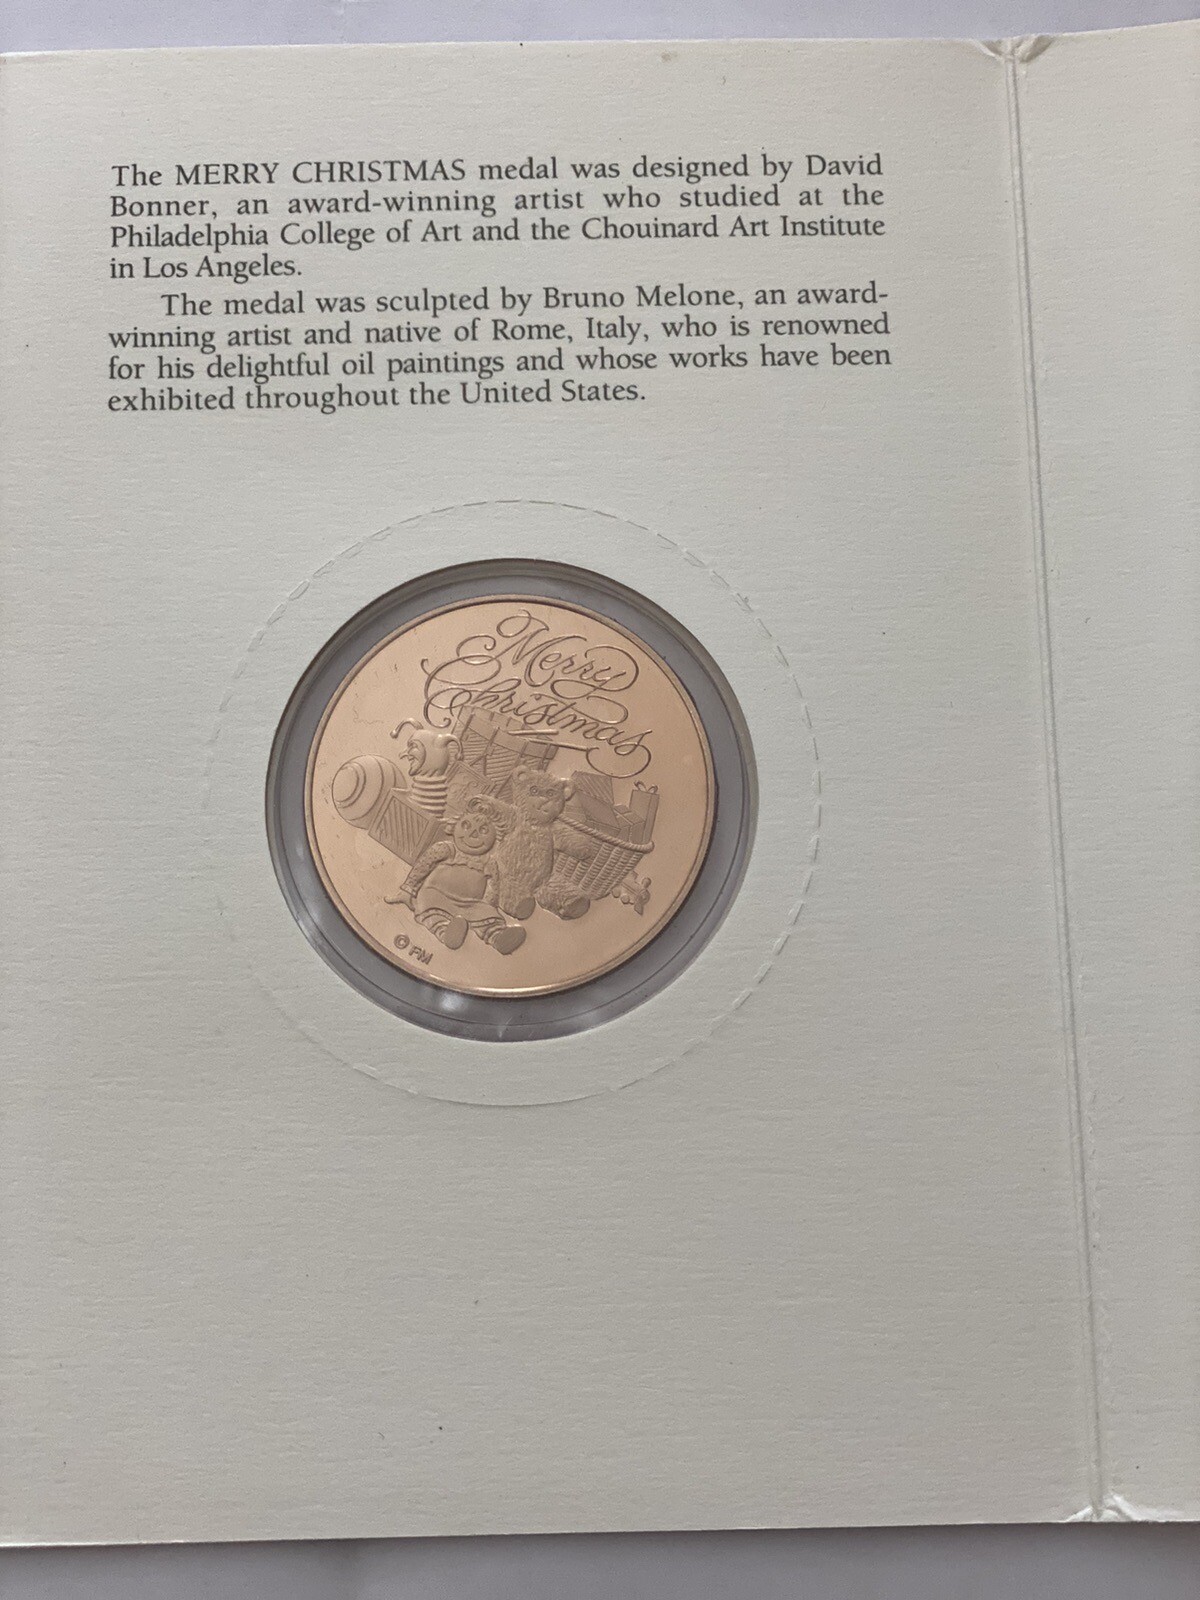 The MERRY CHRISTMAS medal was designed by David
Bonner, an award-winning artist who studied at the
Philadelphia College of Art and the Chouinard Art Institute
in Los Angeles.
The medal was sculpted by Bruno Melone, an award-
winning artist and native of Rome, Italy, who is renowned
for his delightful oil paintings and whose works have been
exhibited throughout the United States.
Merry
Christmas
© FM